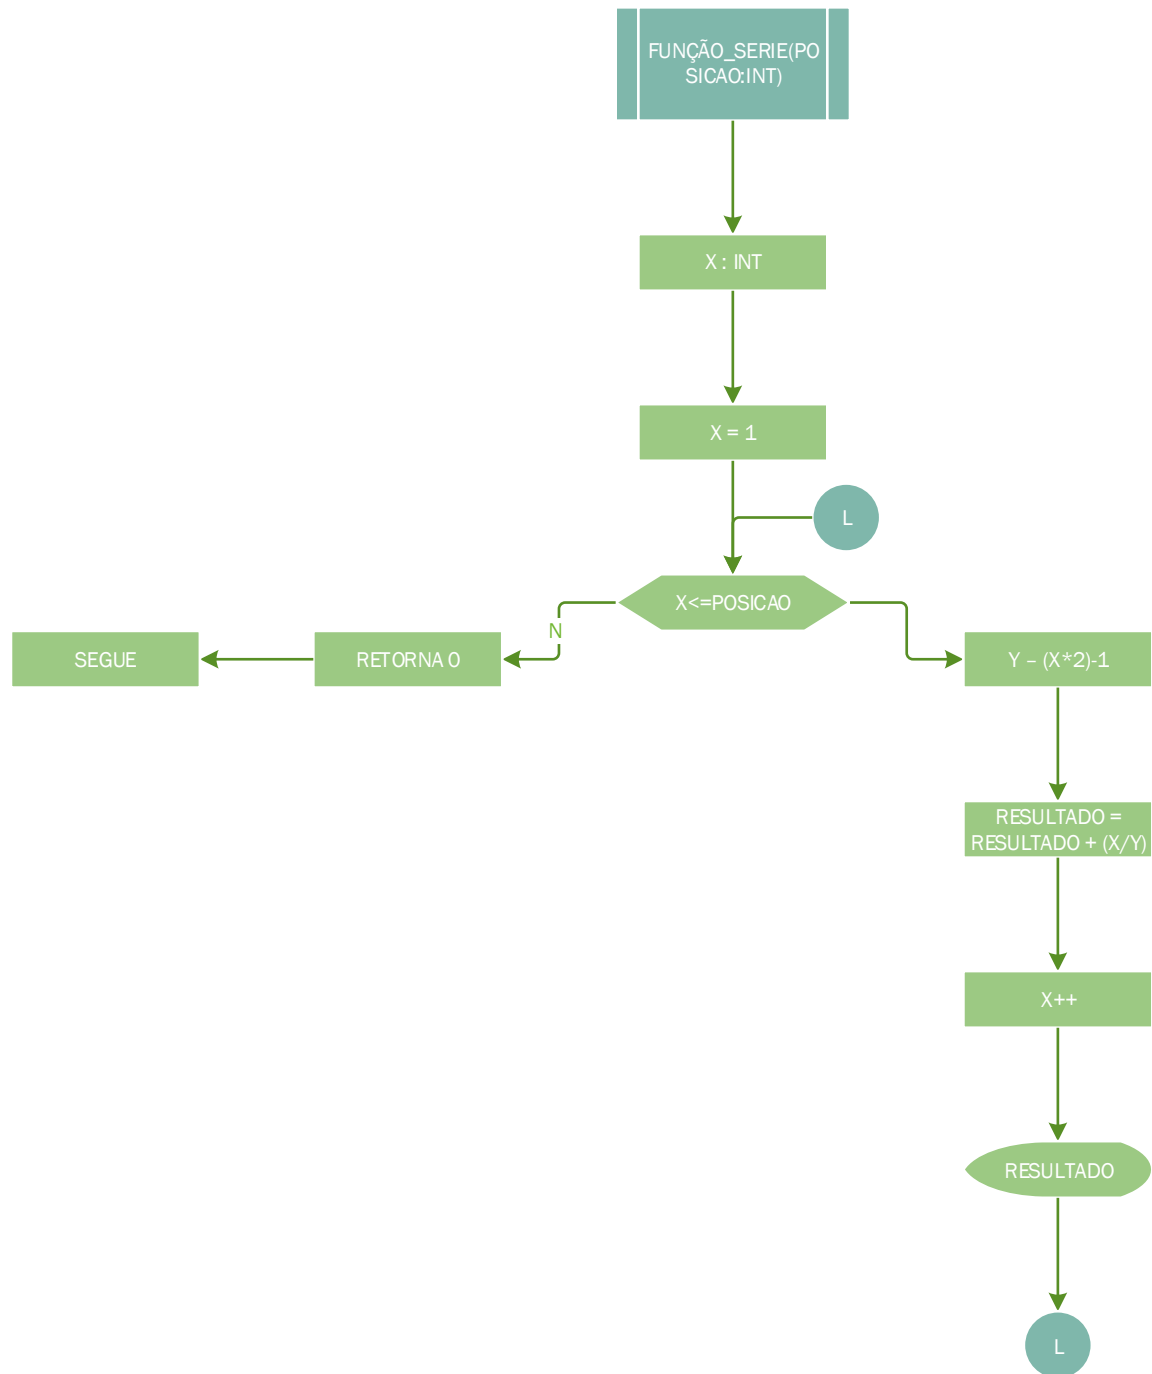 FUNÇÃO_SERIE(PO
SICAO:INT)
X : INT
X = 1
L
X<=POSICAO
N
SEGUE
RETORNA 0
Y – (X*2)-1
RESULTADO =
RESULTADO + (X/Y)
X++
RESULTADO
L